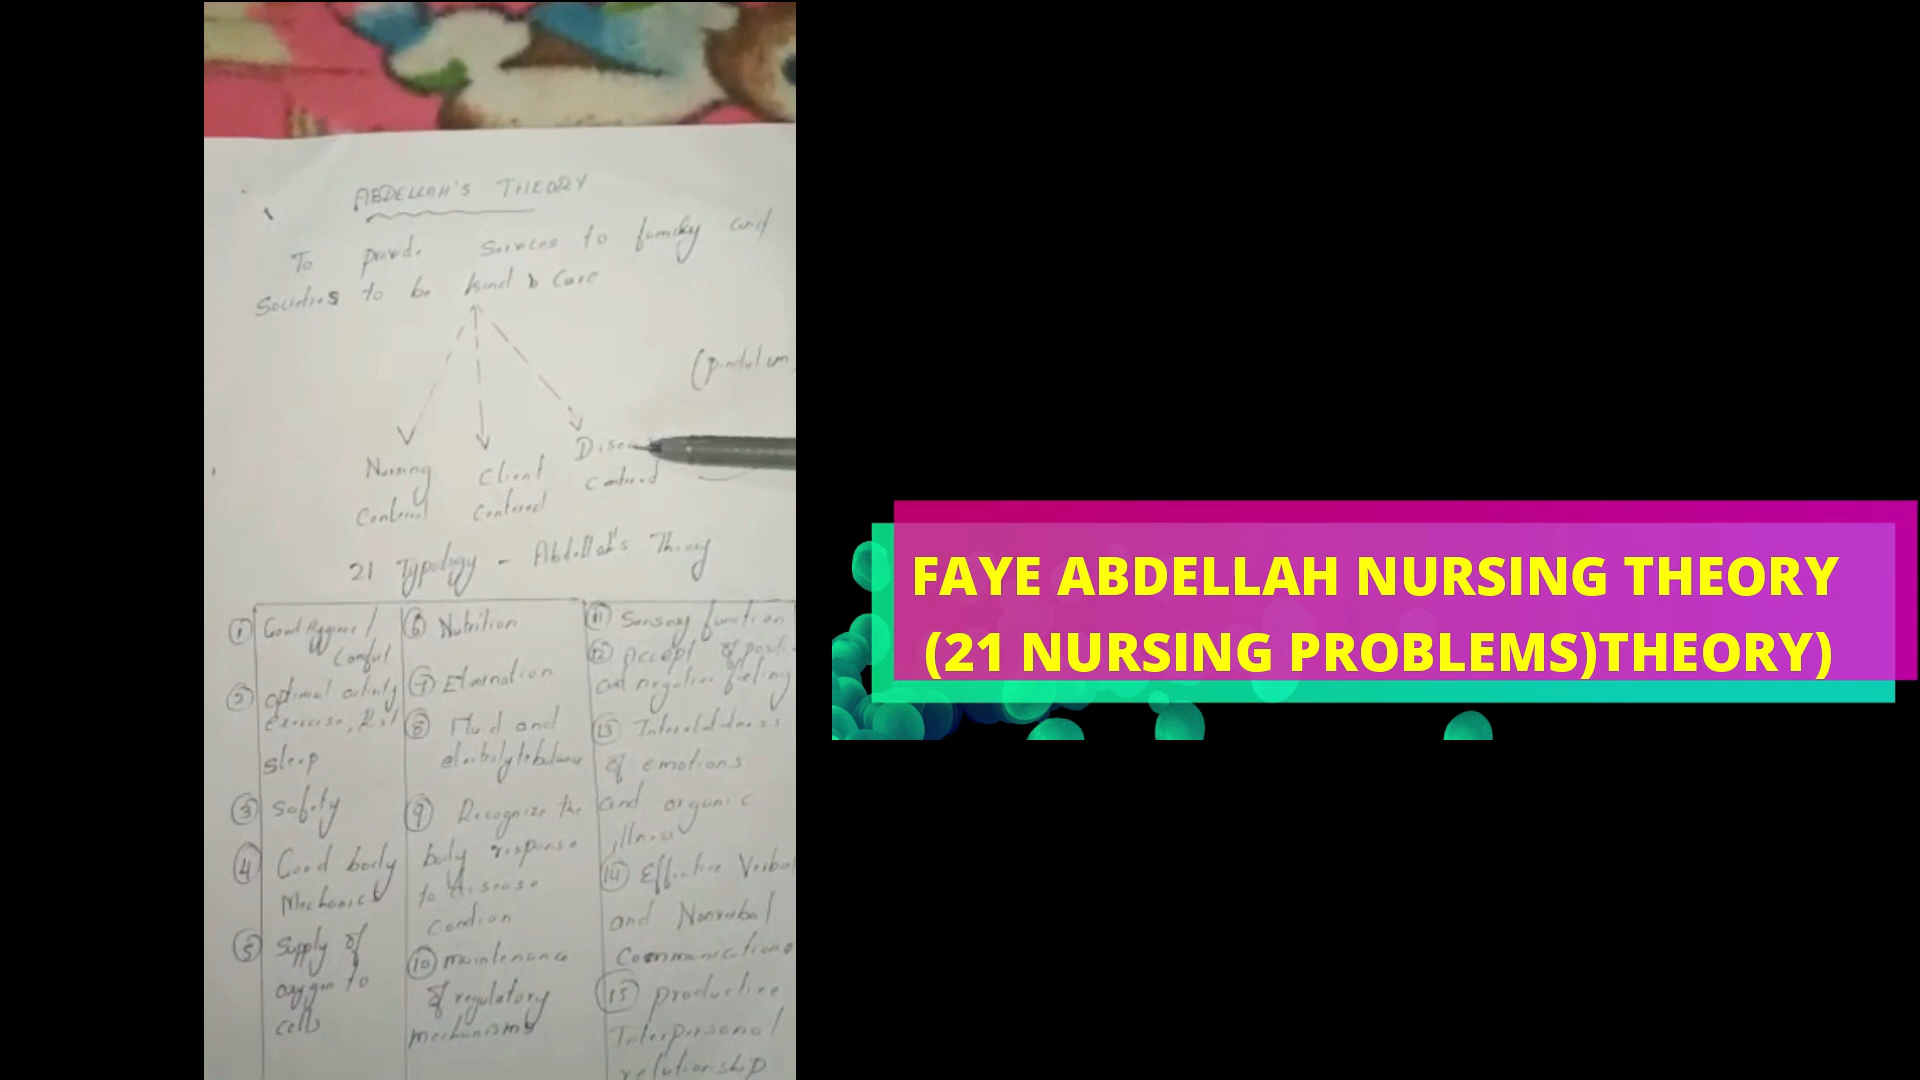 ABDELLAH'S THEORY
To provide Services to family and
Societies to be kind & Care
(pendulum
Nursing
Centered
Client
Centered
Disea
Centered
21 Typology - Abdellah's Theory
① Good Hygiene /
Comfort
② optimal activity
exercise, Rest
sleep
③ Safety
④ Good body
Mechanics
⑤ Supply of
oxygen to
cells
⑥ Nutrition
⑦ Elimination
⑧ Fluid and
electrolyte balance
⑨ Recognize the
body response
to disease
condion
⑩ maintenance
of regulatory
mechanisms
⑪ Sensory function
⑫ Accept of positi
and negative feeling
⑬ Interrelatedness
of emotions
and organic
illness
⑭ Effective Verbal
and Nonverbal
Communications
⑮ productive
Interpersonal
relationship
FAYE ABDELLAH NURSING THEORY
(21 NURSING PROBLEMS)THEORY)